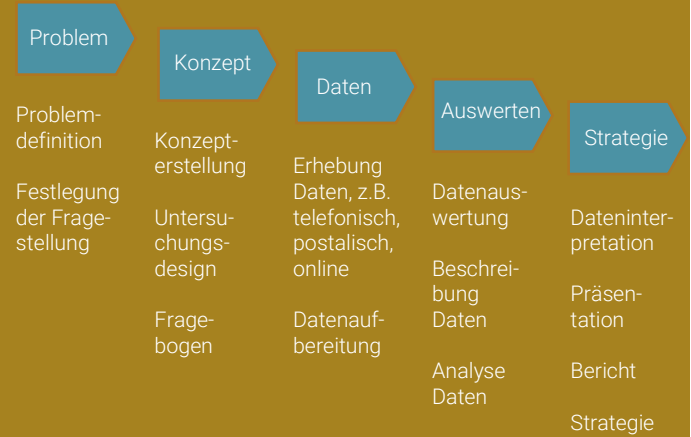 Problem
Problem-
definition
Festlegung
der Frage-
stellung
Konzept
Konzept-
erstellung
Untersu-
chungs-
design
Frage-
bogen
Daten
Erhebung
Daten, z.B.
telefonisch,
postalisch,
online
Datenauf-
bereitung
Auswerten
Datenaus-
wertung
Beschrei-
bung
Daten
Analyse
Daten
Strategie
Dateninter-
pretation
Präsen-
tation
Bericht
Strategie